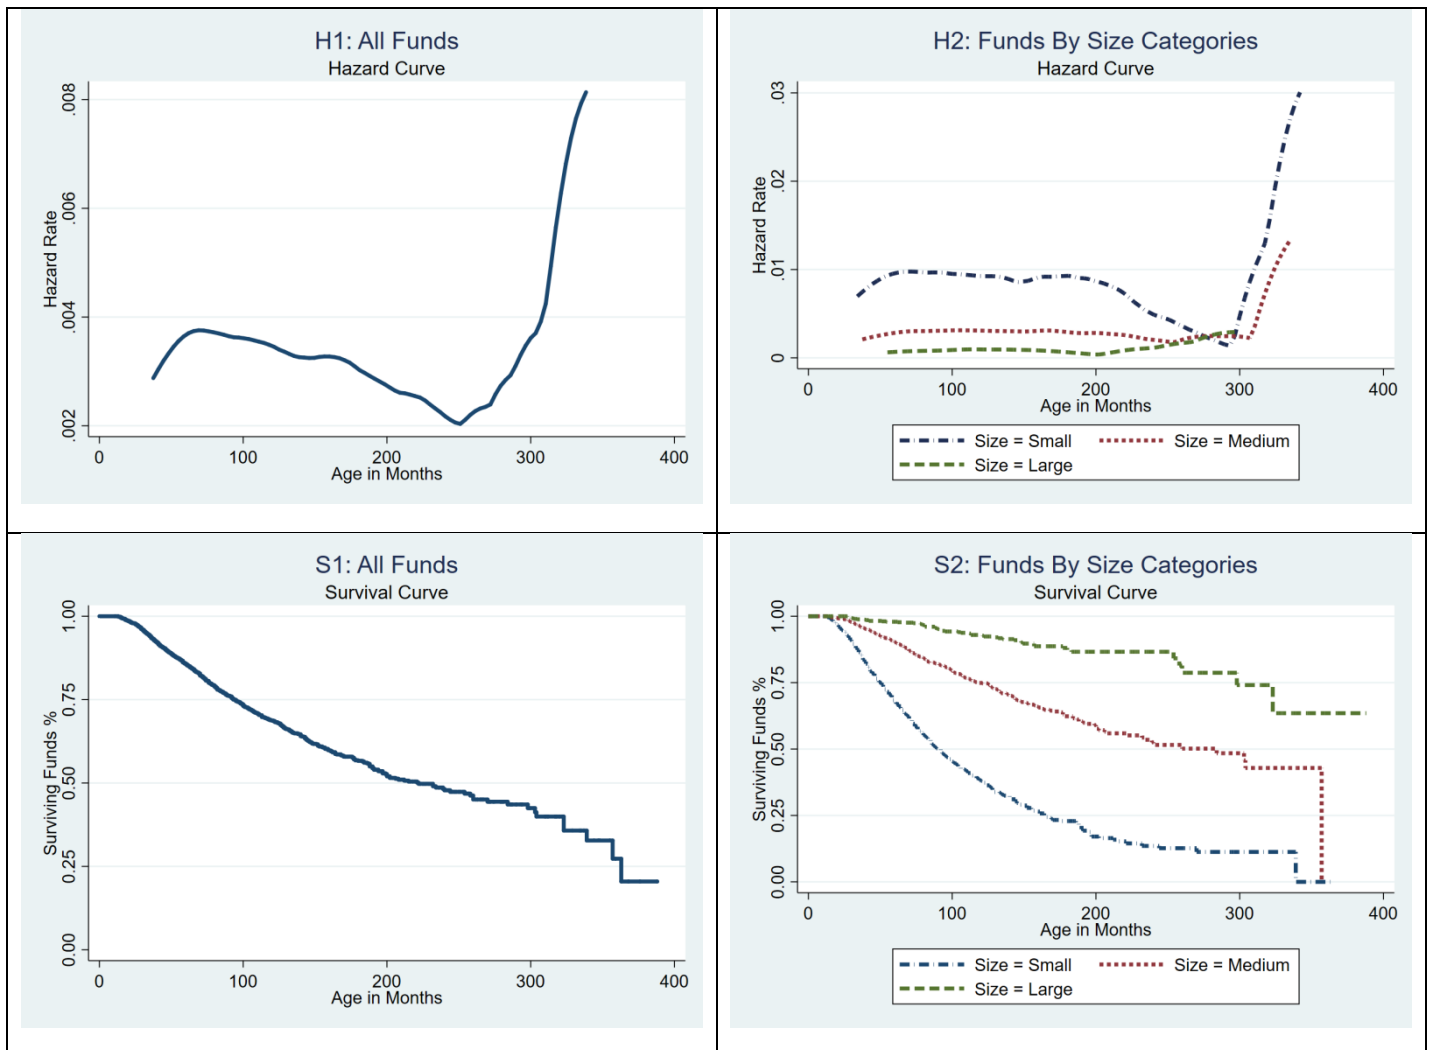 H1: All Funds
Hazard Curve
Hazard Rate
.008
.006
.004
.002
0 100 200 300 400
Age in Months
H2: Funds By Size Categories
Hazard Curve
Hazard Rate
.03
.02
.01
0
0 100 200 300 400
Age in Months
Size = Small Size = Medium
Size = Large
S1: All Funds
Survival Curve
Surviving Funds %
1.00
0.75
0.50
0.25
0.00
0 100 200 300 400
Age in Months
S2: Funds By Size Categories
Survival Curve
Surviving Funds %
1.00
0.75
0.50
0.25
0.00
0 100 200 300 400
Age in Months
Size = Small Size = Medium
Size = Large